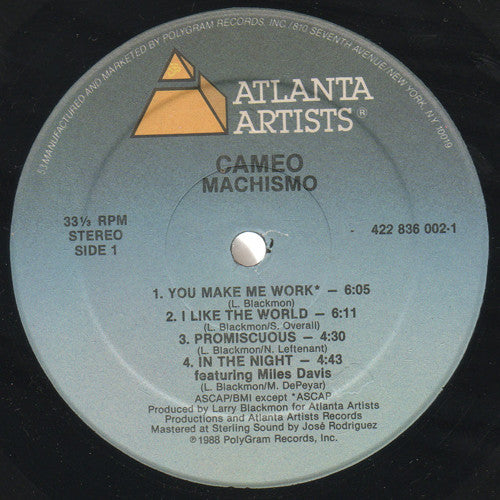 MANUFACTURED AND MARKETED BY POLYGRAM RECORDS, INC / 810 SEVENTH AVENUE NEW YORK, NY 10019
ATLANTA
ARTISTS®
CAMEO
MACHISMO
33⅓ RPM
STEREO
SIDE 1
422 836 002-1
1. YOU MAKE ME WORK* — 6:05
(L. Blackmon)
2. I LIKE THE WORLD — 6:11
(L. Blackmon/S. Overall)
3. PROMISCUOUS — 4:30
(L. Blackmon/N. Leftenant)
4. IN THE NIGHT — 4:43
featuring Miles Davis
(L. Blackmon/M. DePeyar)
ASCAP/BMI except *ASCAP
Produced by Larry Blackmon for Atlanta Artists
Productions and Atlanta Artists Records
Mastered at Sterling Sound by José Rodriguez
℗1988 PolyGram Records, Inc.